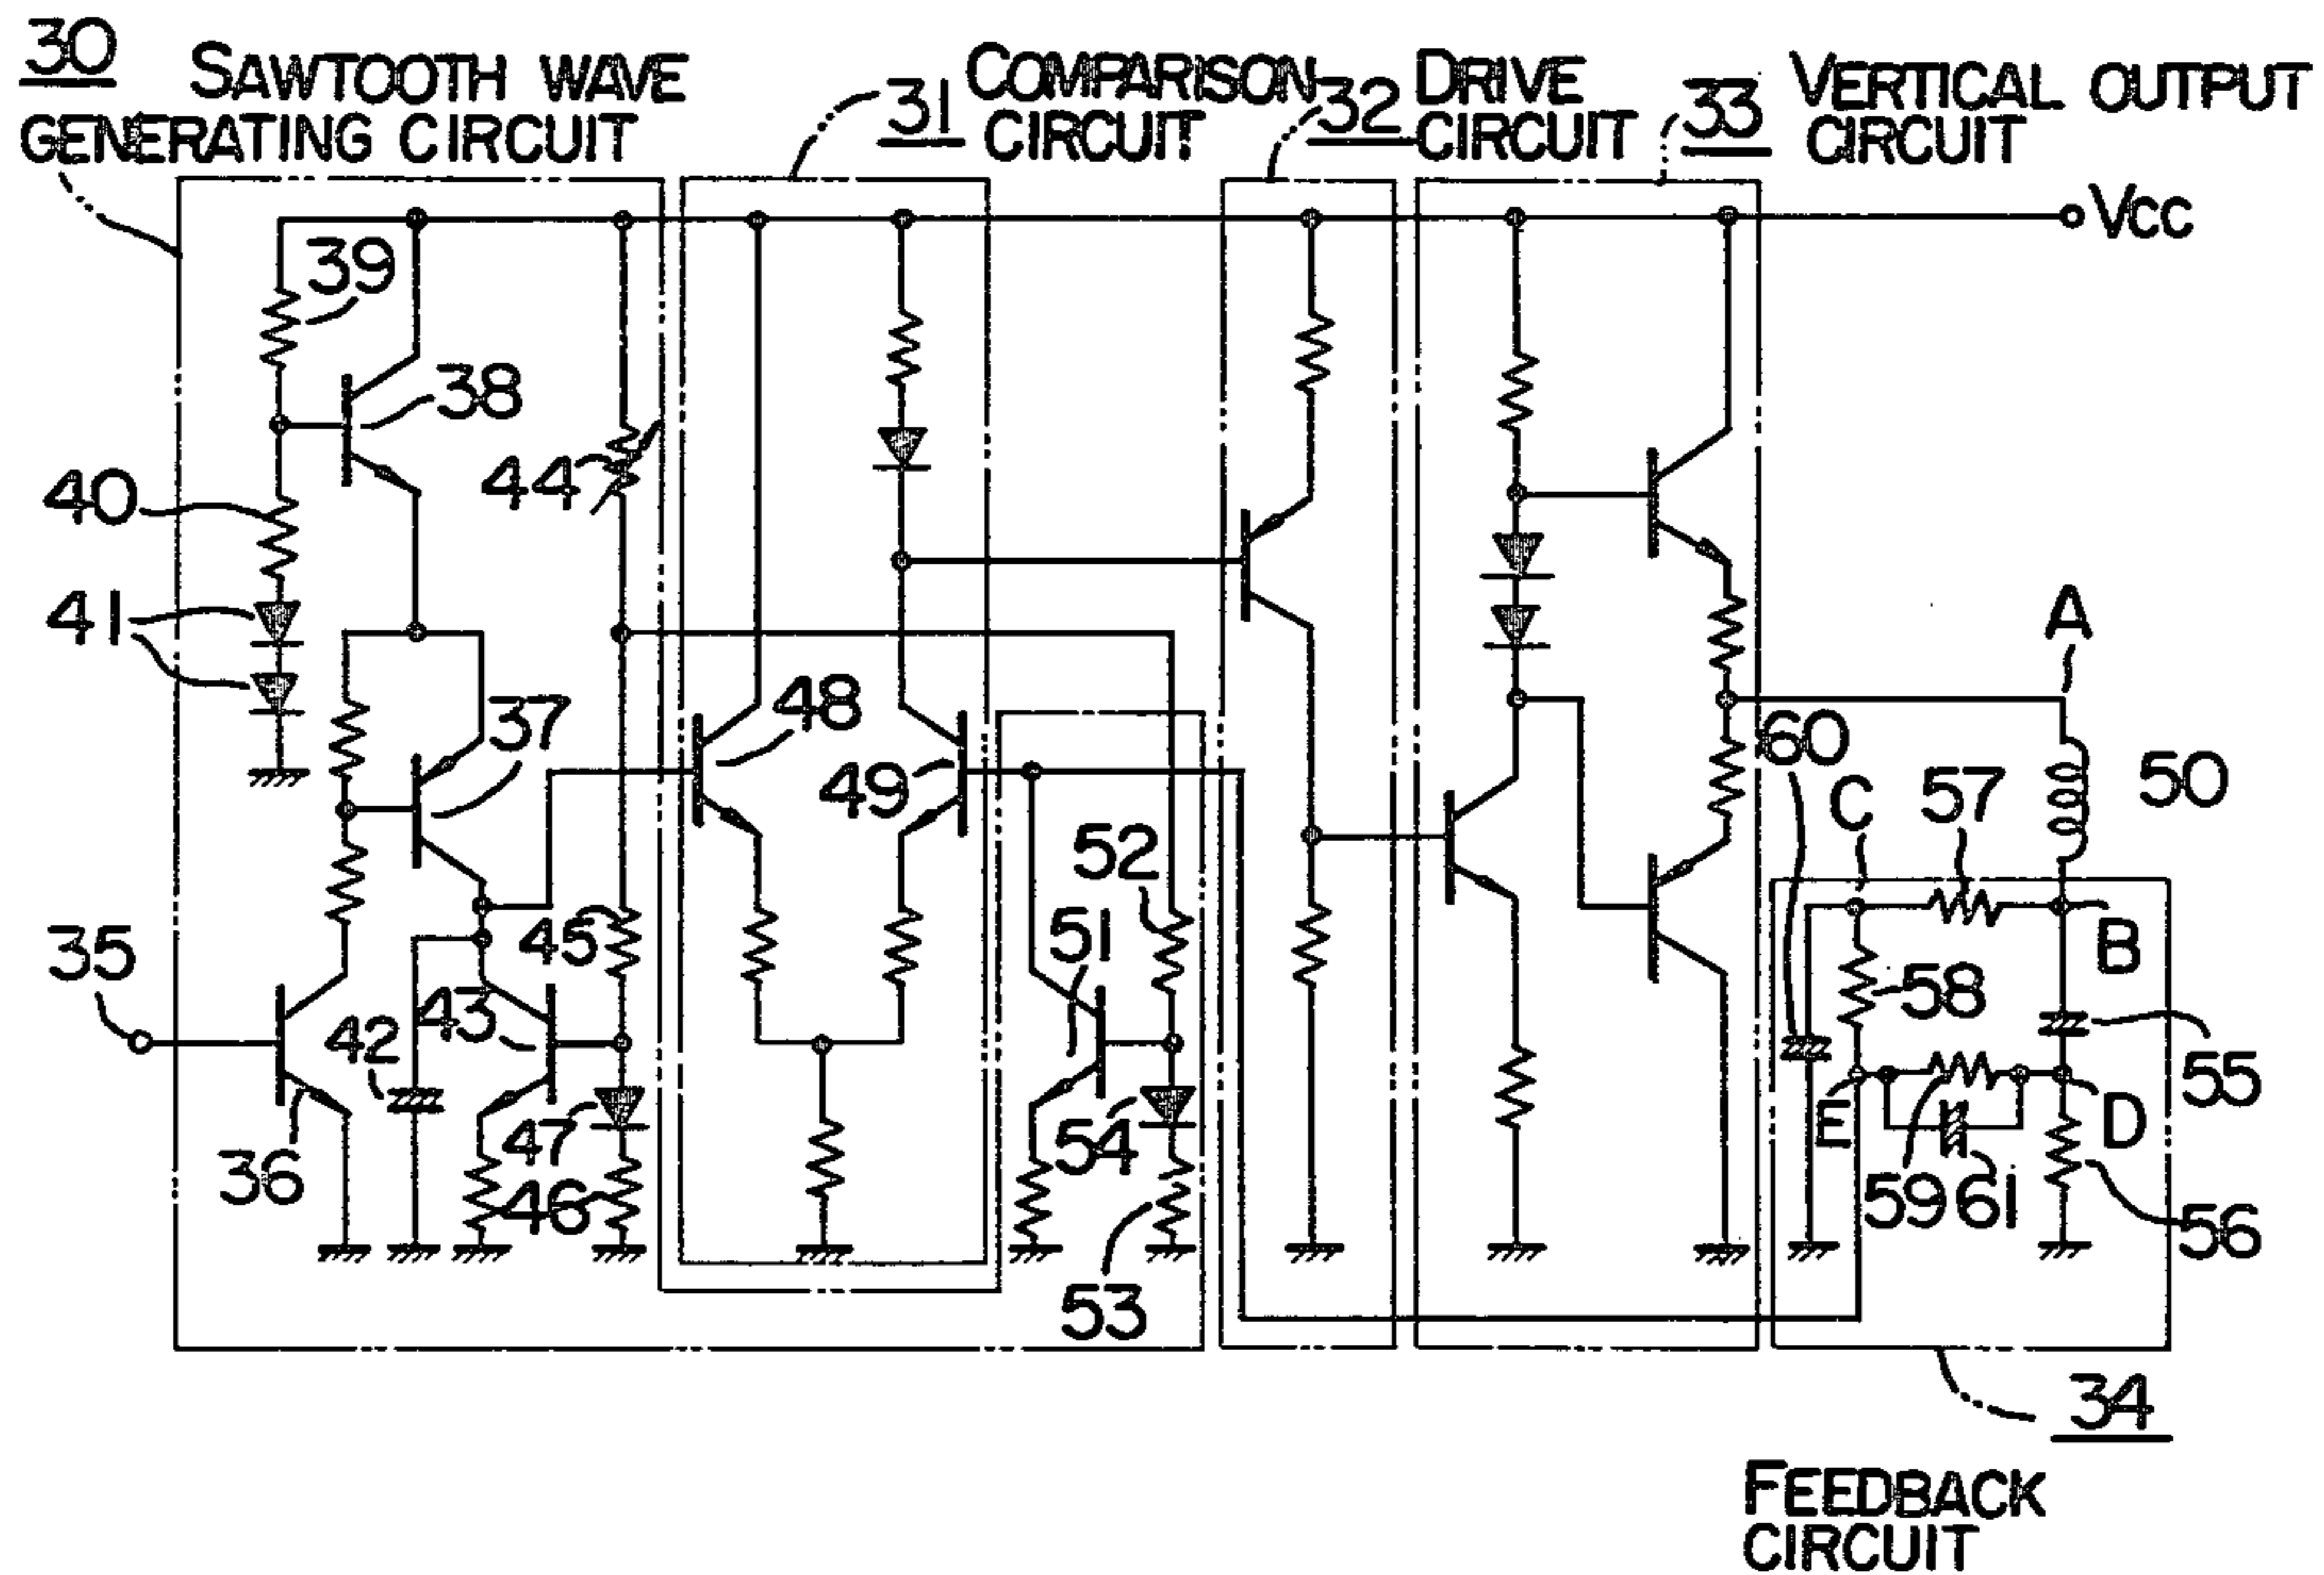 30 SAWTOOTH WAVE
GENERATING CIRCUIT
31 COMPARISON
CIRCUIT
32 DRIVE
CIRCUIT
33 VERTICAL OUTPUT
CIRCUIT
VCC
39
38
40
44
41
A
37
48
49
60
C
57
50
52
51
45
35
B
58
43
42
55
E
D
54
47
36
46
59
61
56
53
34
FEEDBACK
CIRCUIT